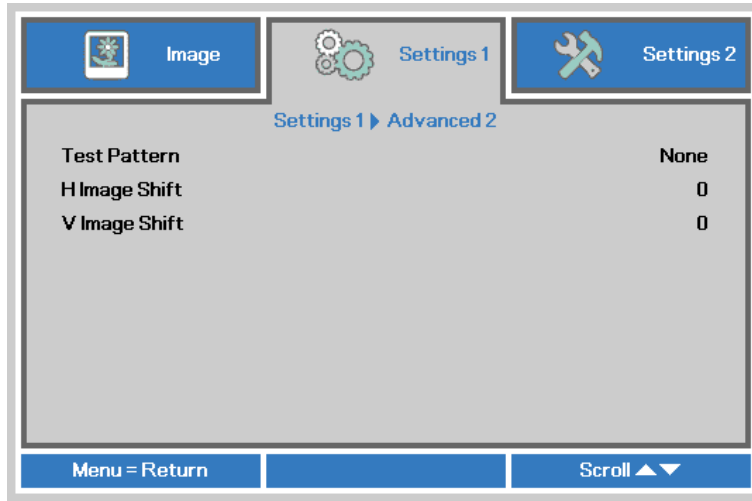 Image
Settings 1
Settings 2
Settings 1 ▶ Advanced 2
Test Pattern None
H Image Shift 0
V Image Shift 0
Menu = Return
Scroll ▲▼